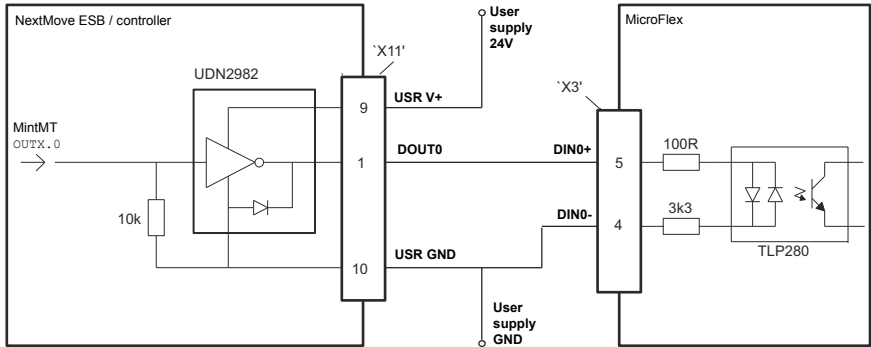 NextMove ESB / controller
User
supply
24V
MicroFlex
`X11'
UDN2982
`X3'
9
USR V+
MintMT
OUTX.0
1
DOUT0
DIN0+
5
100R
10k
DIN0-
4
3k3
TLP280
10
USR GND
User
supply
GND